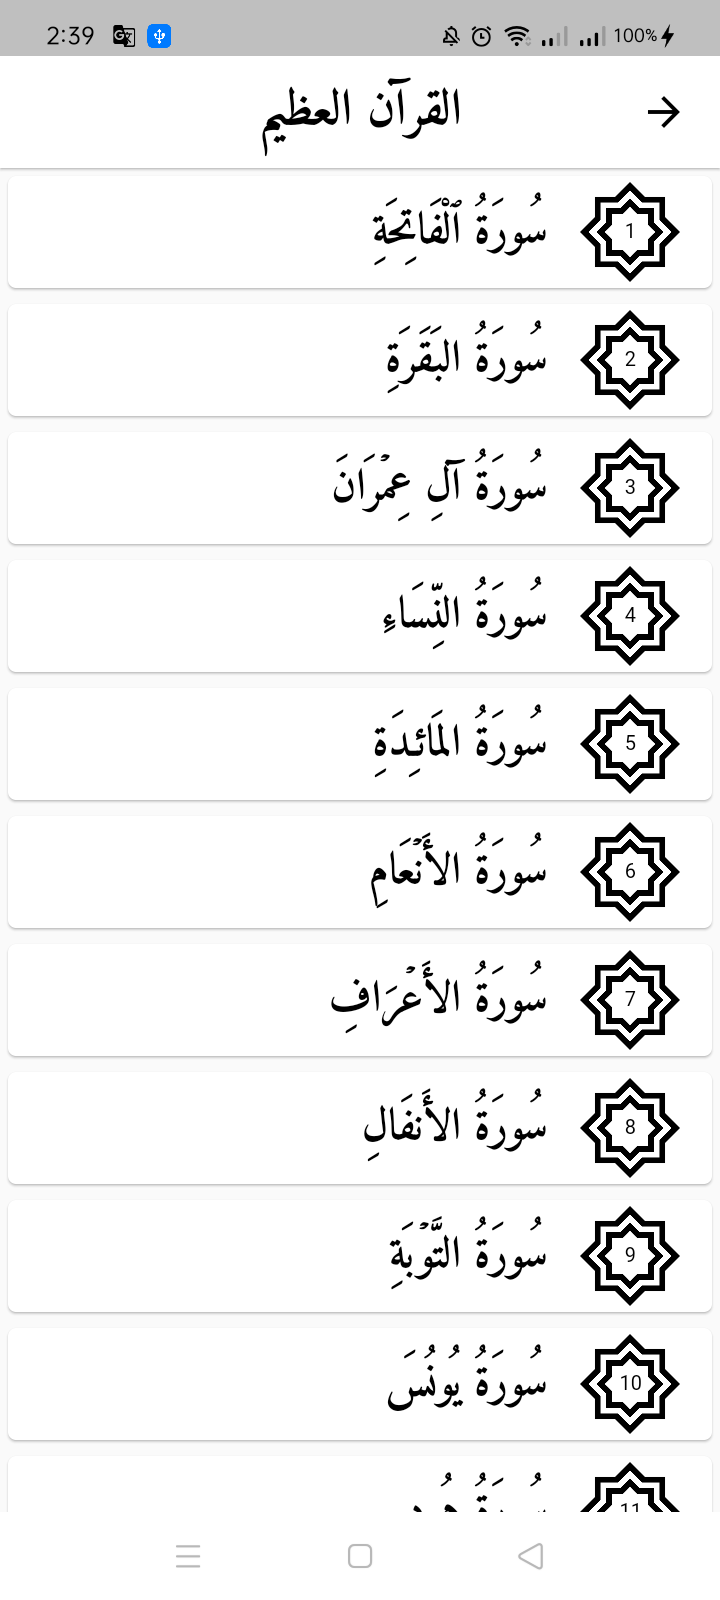 2:39 100%
القرآن العظيم
سُورَةُ ٱلْفَاتِحَةِ 1
سُورَةُ البَقَرَةِ 2
سُورَةُ آلِ عِمْرَانَ 3
سُورَةُ النِّسَاءِ 4
سُورَةُ المَائِدَةِ 5
سُورَةُ الأَنْعَامِ 6
سُورَةُ الأَعْرَافِ 7
سُورَةُ الأَنفَالِ 8
سُورَةُ التَّوْبَةِ 9
سُورَةُ يُونُسَ 10
سُورَةُ 11